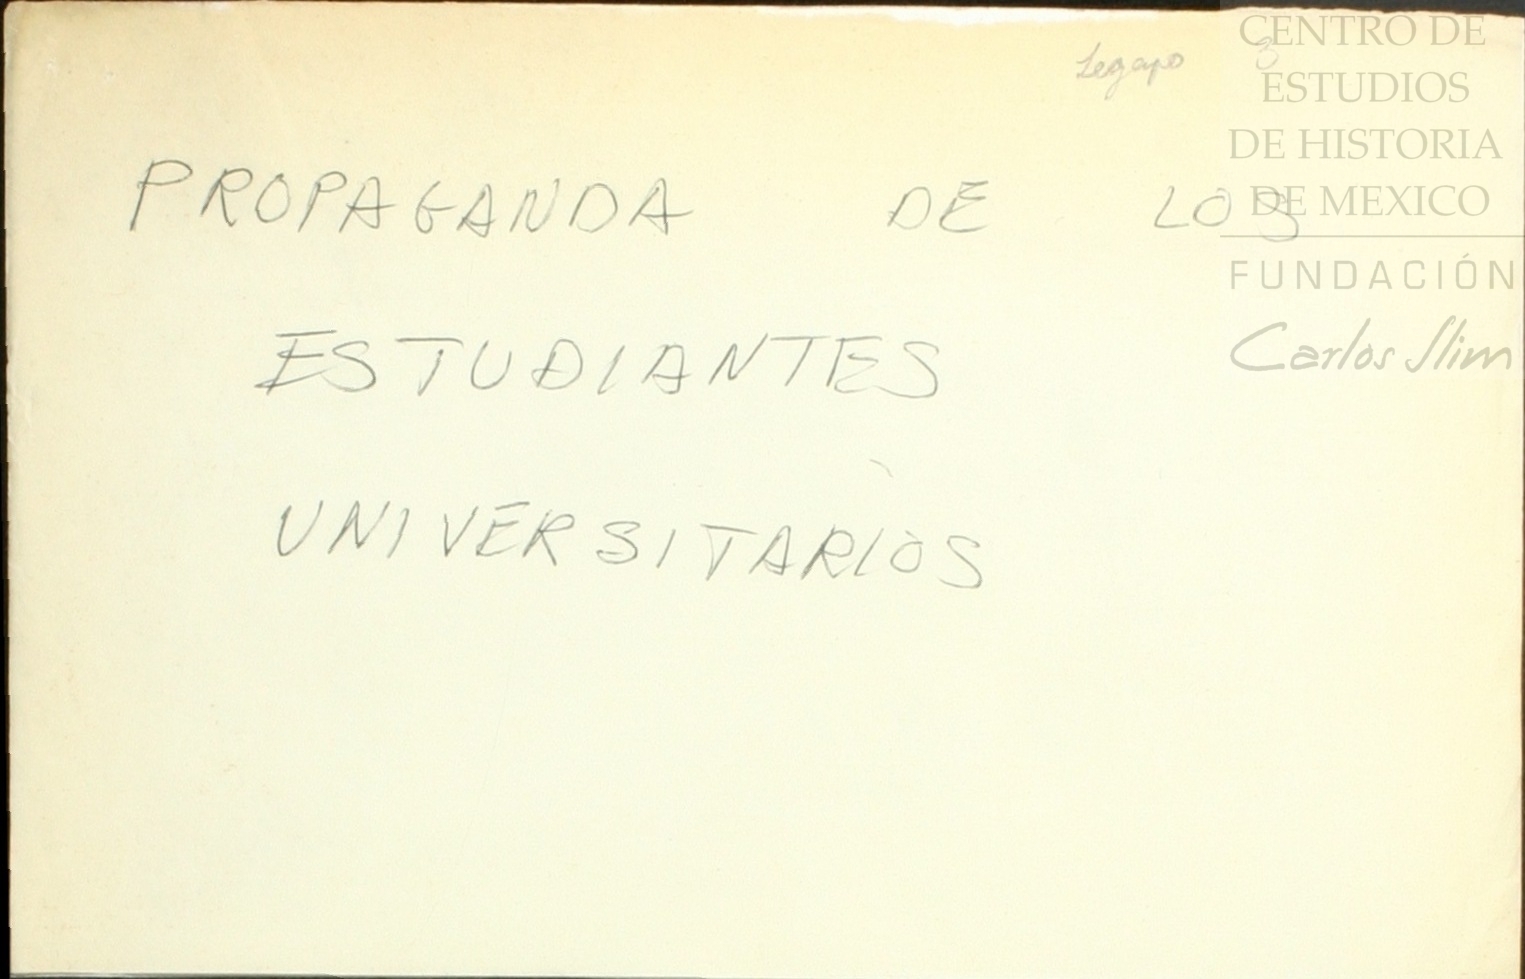 Legajo 3
PROPAGANDA DE LOS
ESTUDIANTES
UNIVERSITARIOS
CENTRO DE
ESTUDIOS
DE HISTORIA
DE MEXICO
FUNDACIÓN
Carlos Slim